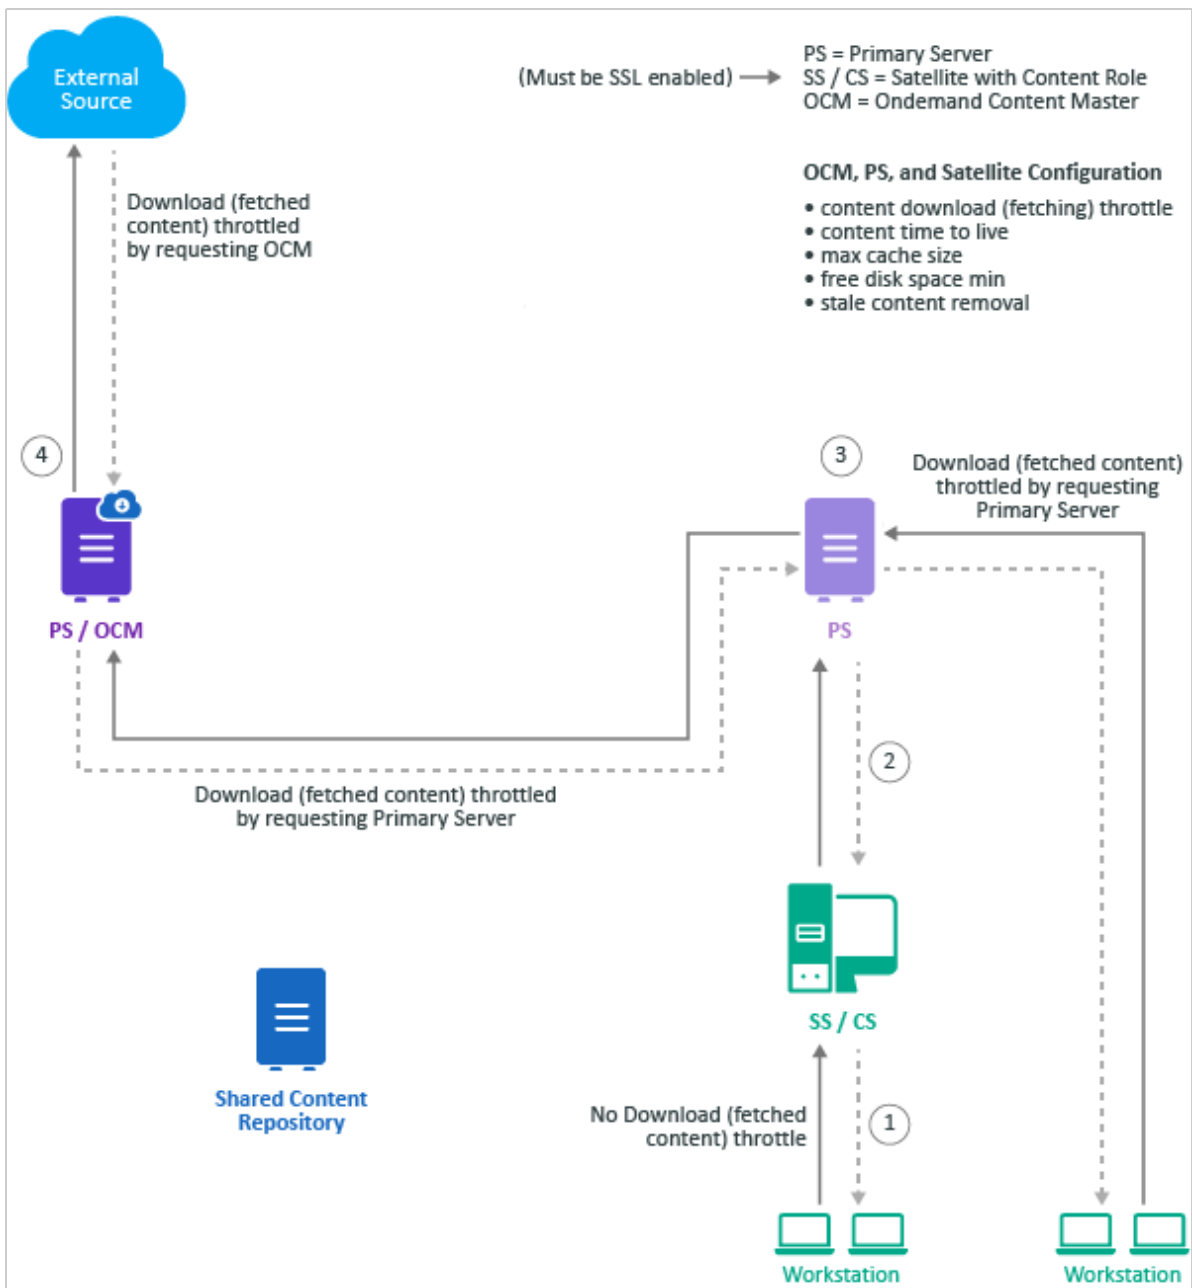 External
Source
(Must be SSL enabled)
PS = Primary Server
SS / CS = Satellite with Content Role
OCM = Ondemand Content Master
OCM, PS, and Satellite Configuration
• content download (fetching) throttle
• content time to live
• max cache size
• free disk space min
• stale content removal
Download (fetched
content) throttled
by requesting OCM
4
3
Download (fetched content)
throttled by requesting
Primary Server
PS / OCM
PS
2
Download (fetched content) throttled
by requesting Primary Server
SS / CS
Shared Content
Repository
No Download (fetched
content) throttle
1
Workstation
Workstation